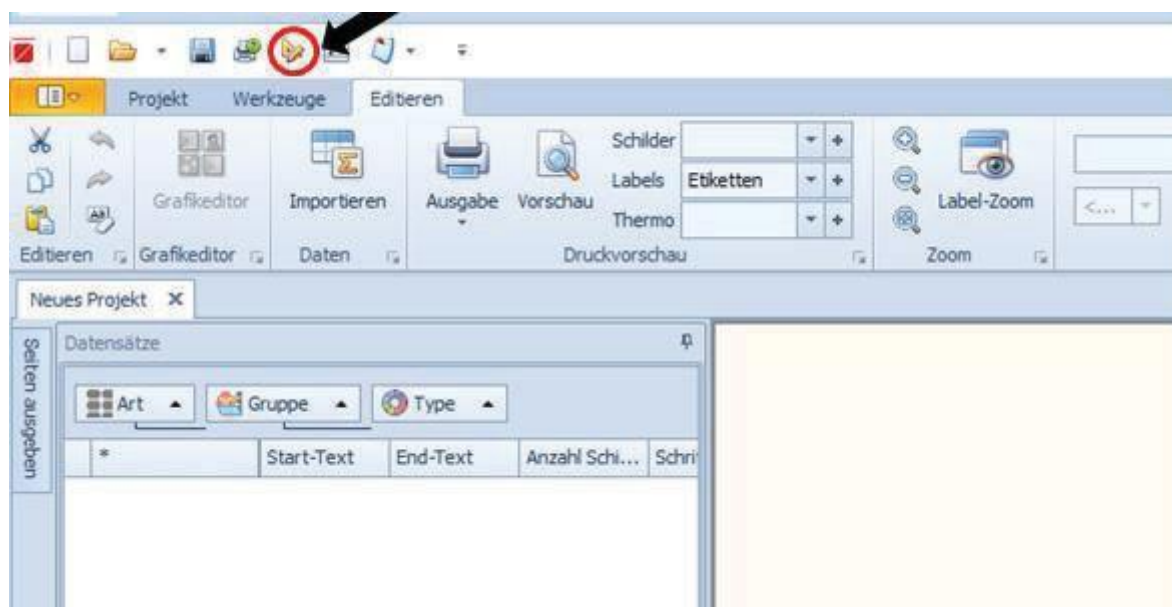 Projekt Werkzeuge Editieren
Schilder
Labels Etiketten
Thermo
Grafikeditor Importieren Ausgabe Vorschau Label-Zoom <...
Editieren Grafikeditor Daten Druckvorschau Zoom
Neues Projekt
Seiten ausgeben
Datensätze
Art Gruppe Type
* Start-Text End-Text Anzahl Schi... Schri